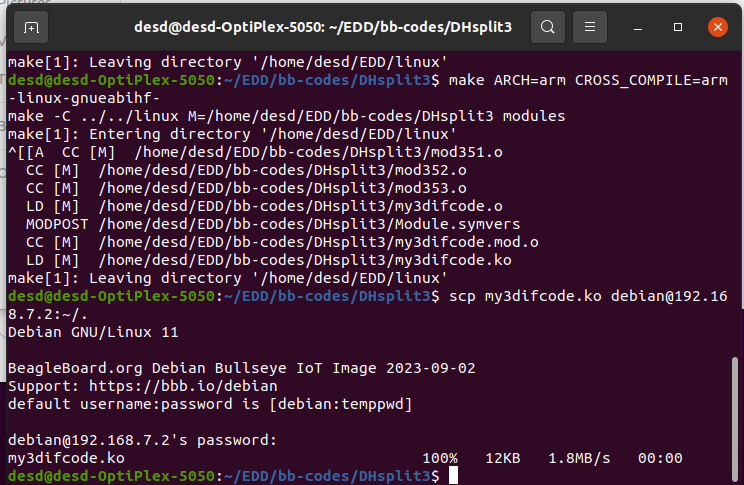 desd@desd-OptiPlex-5050: ~/EDD/bb-codes/DHsplit3
make[1]: Leaving directory '/home/desd/EDD/linux'
desd@desd-OptiPlex-5050:~/EDD/bb-codes/DHsplit3$ make ARCH=arm CROSS_COMPILE=arm
-linux-gnueabihf-
make -C ../../linux M=/home/desd/EDD/bb-codes/DHsplit3 modules
make[1]: Entering directory '/home/desd/EDD/linux'
^[[A  CC [M]  /home/desd/EDD/bb-codes/DHsplit3/mod351.o
  CC [M]  /home/desd/EDD/bb-codes/DHsplit3/mod352.o
  CC [M]  /home/desd/EDD/bb-codes/DHsplit3/mod353.o
  LD [M]  /home/desd/EDD/bb-codes/DHsplit3/my3difcode.o
  MODPOST /home/desd/EDD/bb-codes/DHsplit3/Module.symvers
  CC [M]  /home/desd/EDD/bb-codes/DHsplit3/my3difcode.mod.o
  LD [M]  /home/desd/EDD/bb-codes/DHsplit3/my3difcode.ko
make[1]: Leaving directory '/home/desd/EDD/linux'
desd@desd-OptiPlex-5050:~/EDD/bb-codes/DHsplit3$ scp my3difcode.ko debian@192.16
8.7.2:~/.
Debian GNU/Linux 11
BeagleBoard.org Debian Bullseye IoT Image 2023-09-02
Support: https://bbb.io/debian
default username:password is [debian:temppwd]
debian@192.168.7.2's password:
my3difcode.ko                                 100%   12KB   1.8MB/s   00:00
desd@desd-OptiPlex-5050:~/EDD/bb-codes/DHsplit3$